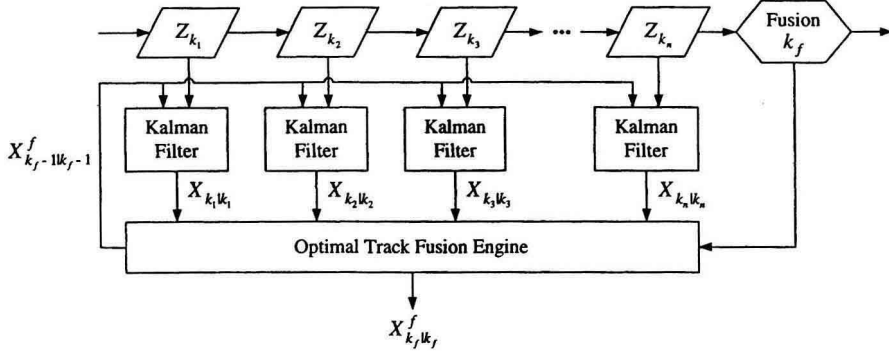 Z_{k_1} Z_{k_2} Z_{k_3} ... Z_{k_n} Fusion
k_f
Kalman Filter
Kalman Filter
Kalman Filter
Kalman Filter
X^f_{k_f-1|k_f-1}
X_{k_1|k_1} X_{k_2|k_2} X_{k_3|k_3} X_{k_n|k_n}
Optimal Track Fusion Engine
X^f_{k_f|k_f}